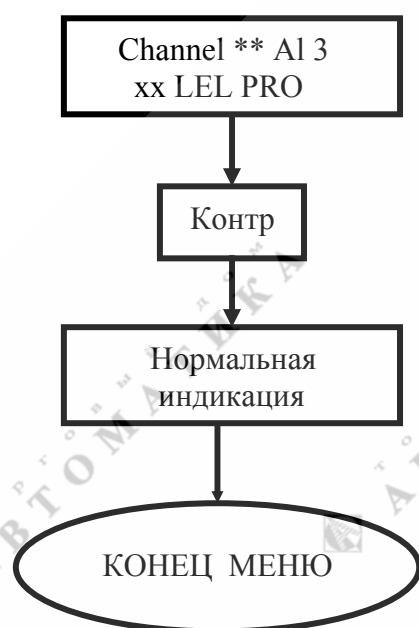 Channel ** Al 3
xx LEL PRO
Контр
Нормальная
индикация
КОНЕЦ МЕНЮ